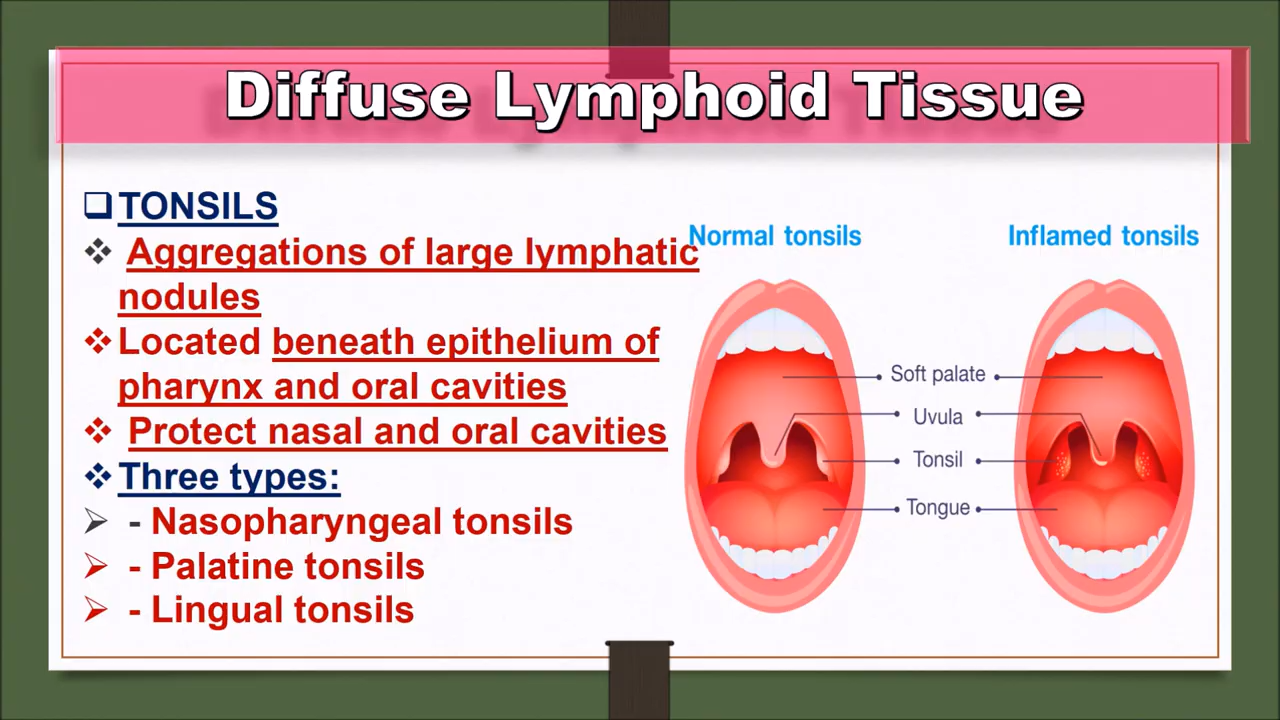 Diffuse Lymphoid Tissue
TONSILS
Aggregations of large lymphatic
nodules
Located beneath epithelium of
pharynx and oral cavities
Protect nasal and oral cavities
Three types:
- Nasopharyngeal tonsils
- Palatine tonsils
- Lingual tonsils
Normal tonsils
Inflamed tonsils
Soft palate
Uvula
Tonsil
Tongue